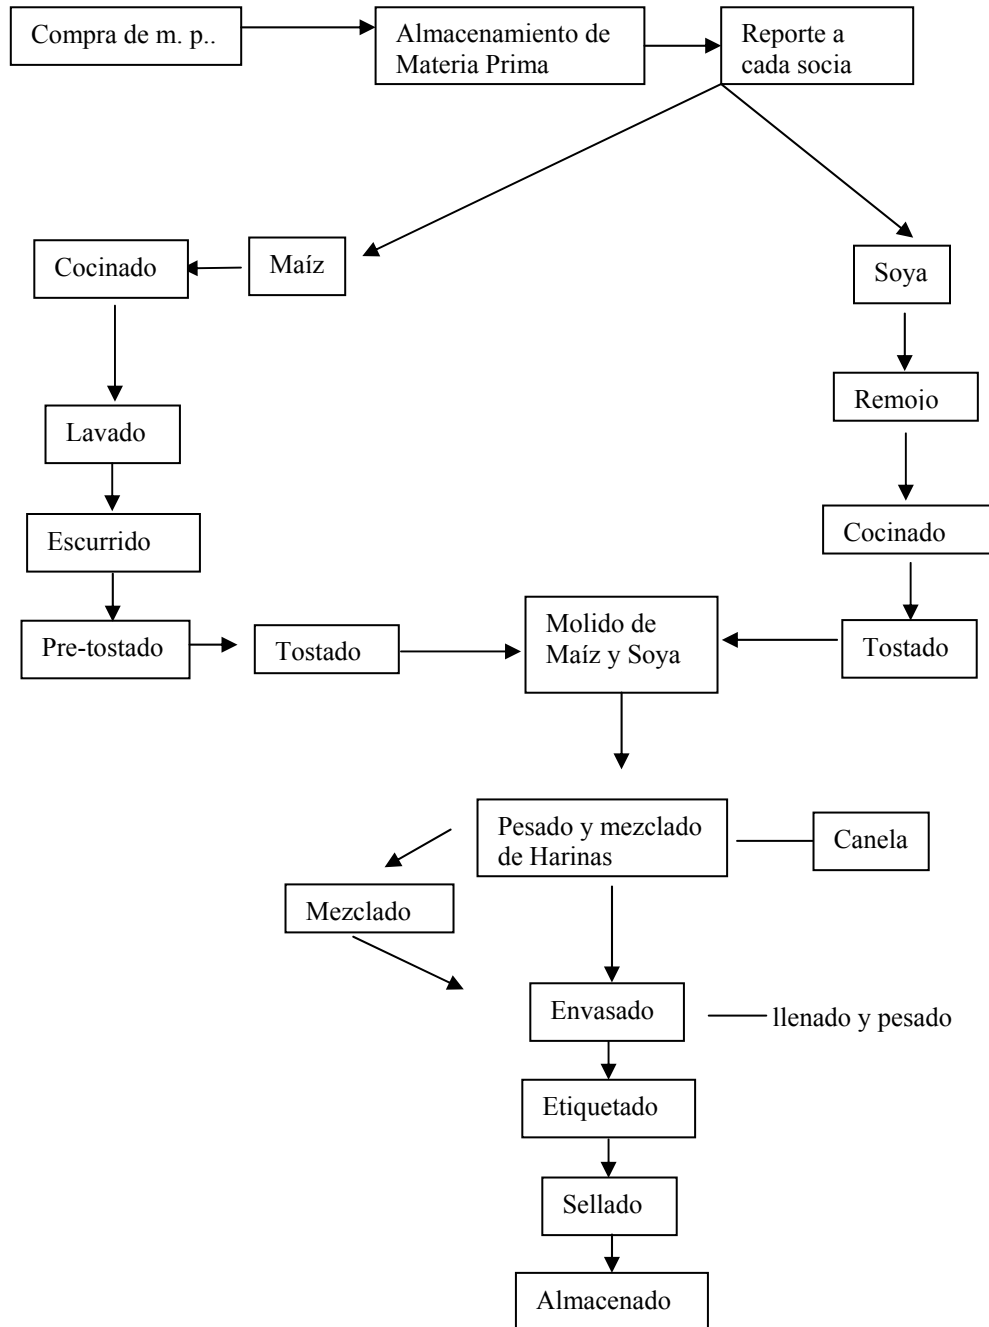 Compra de m. p..
Almacenamiento de
Materia Prima
Reporte a
cada socia
Cocinado
Maíz
Soya
Remojo
Lavado
Cocinado
Escurrido
Pre-tostado
Tostado
Molido de
Maíz y Soya
Tostado
Pesado y mezclado
de Harinas
Canela
Mezclado
Envasado
llenado y pesado
Etiquetado
Sellado
Almacenado